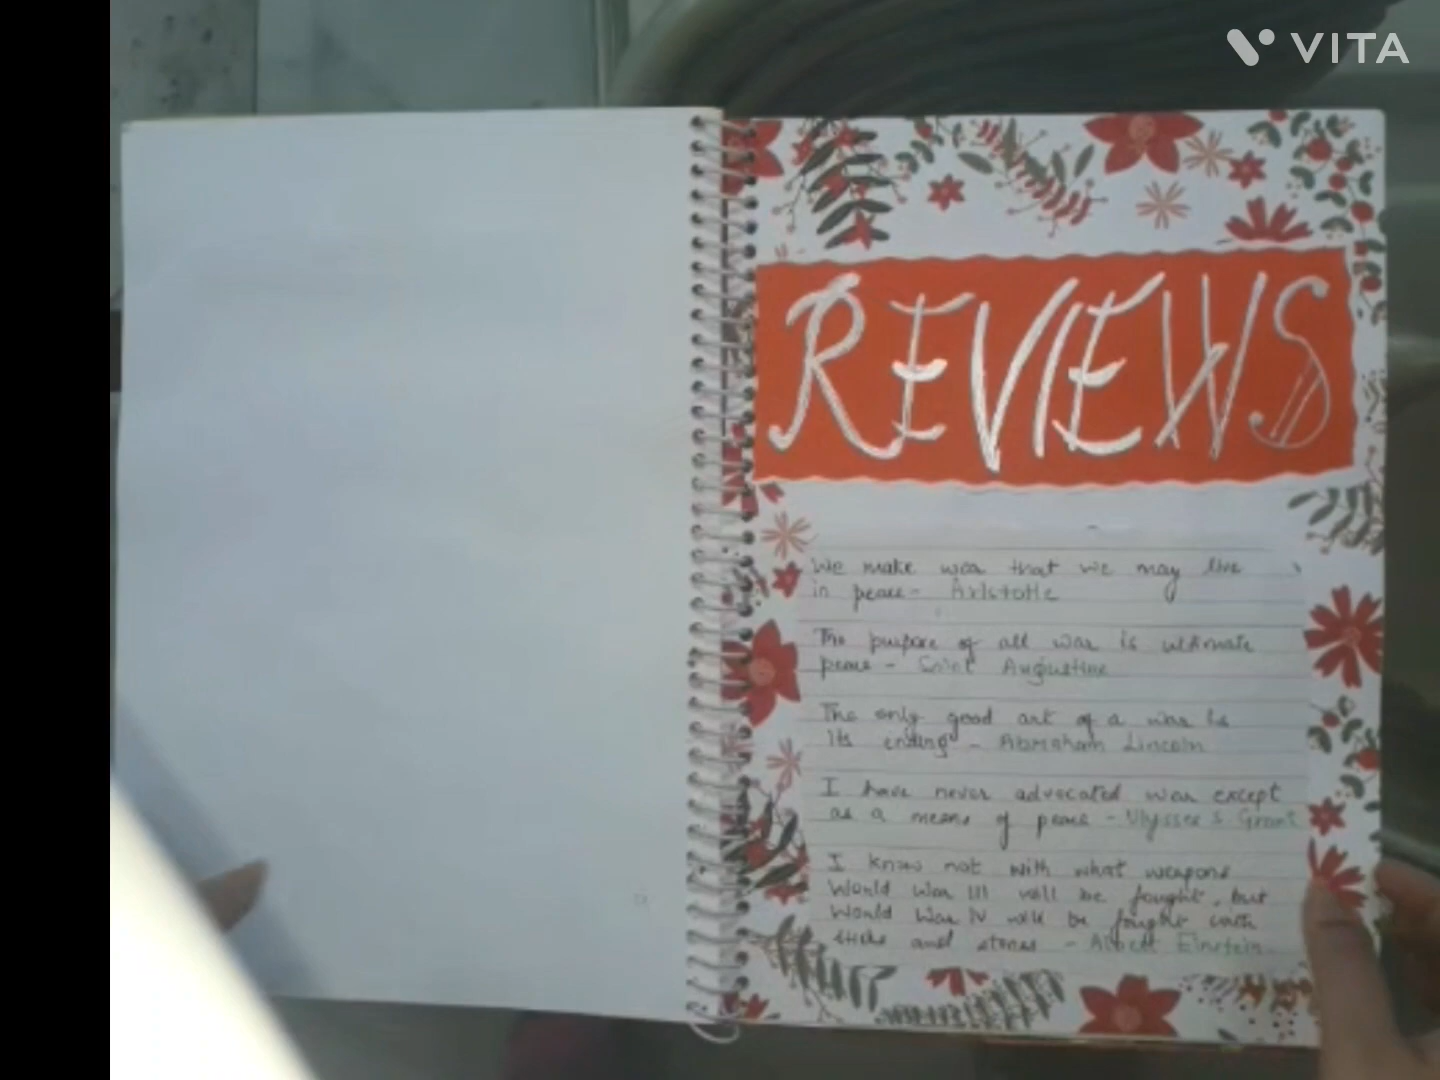 VITA
REVIEWS
We make war that we may live
in peace - Aristotle
The purpose of all war is ultimate
peace - Saint Augustine
The only good art of a war is
its ending - Abraham Lincoln
I have never advocated war except
as a means of peace - Ulysses S Grant
I know not with what weapons
World War III will be fought, but
World War IV will be fought with
sticks and stones - Albert Einstein